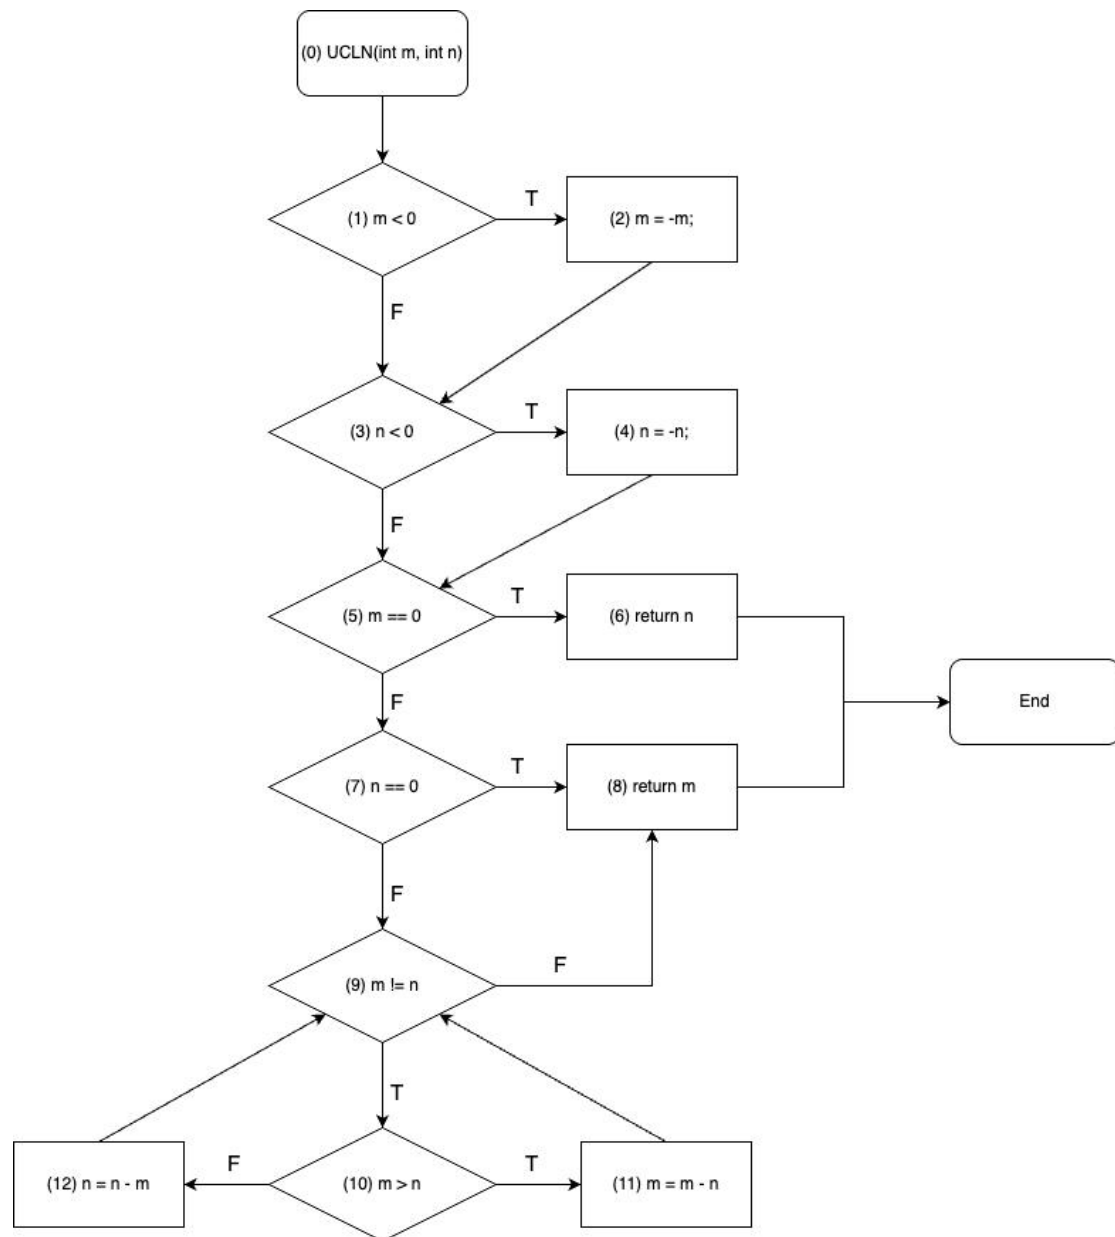 (0) UCLN(int m, int n)
(1) m < 0
T
(2) m = -m;
F
(3) n < 0
T
(4) n = -n;
F
(5) m == 0
T
(6) return n
F
End
(7) n == 0
T
(8) return m
F
(9) m != n
F
T
(12) n = n - m
F
(10) m > n
T
(11) m = m - n